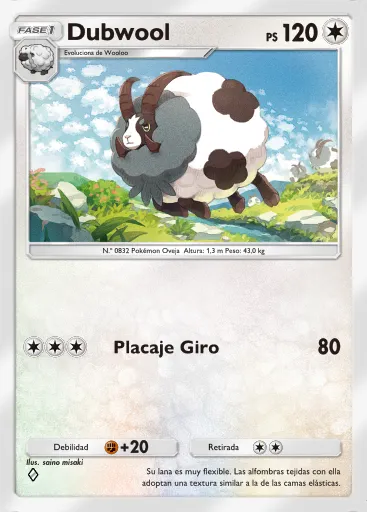 FASE 1
Dubwool
PS 120
Evoluciona de Wooloo
N.º 0832 Pokémon Oveja Altura: 1,3 m Peso: 43,0 kg
Placaje Giro 80
Debilidad +20 Retirada
Ilus. saino misaki
Su lana es muy flexible. Las alfombras tejidas con ella
adoptan una textura similar a la de las camas elásticas.